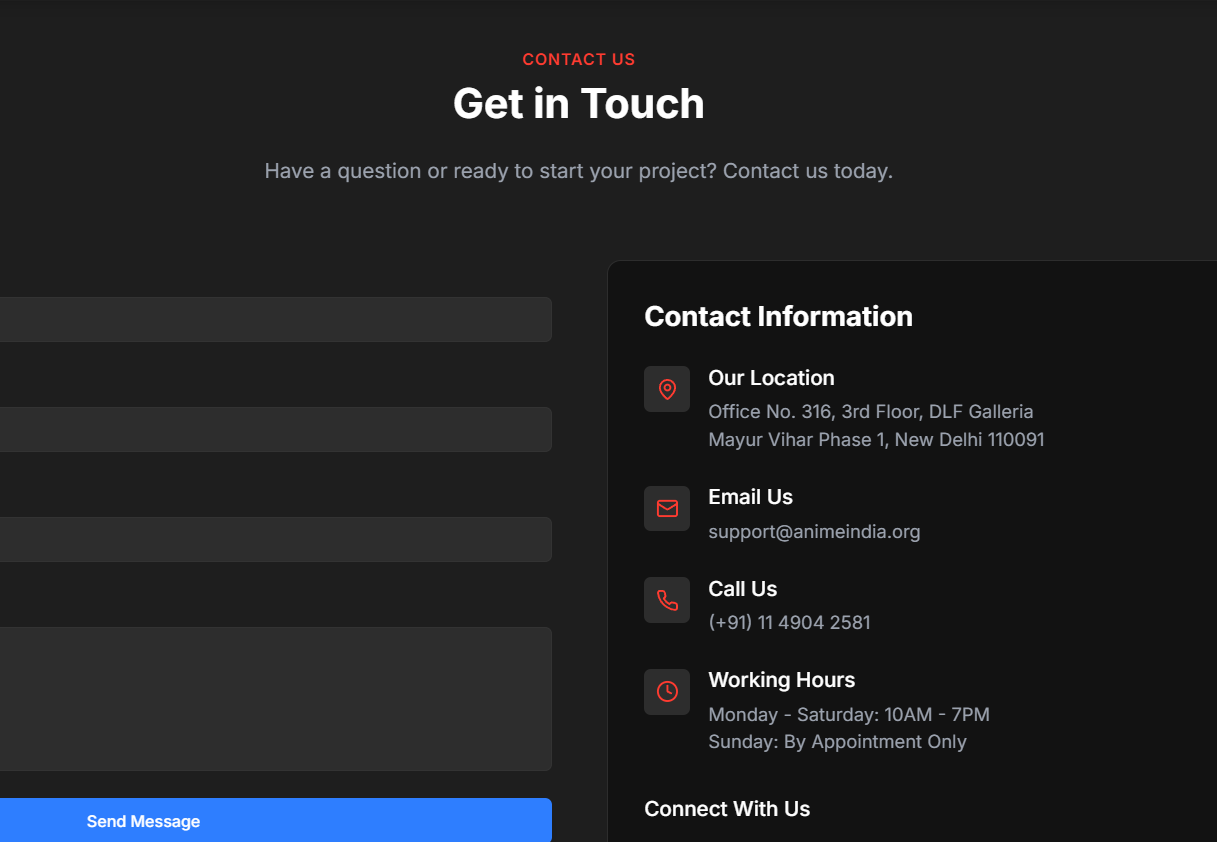 CONTACT US
Get in Touch
Have a question or ready to start your project? Contact us today.
Send Message
Contact Information
Our Location
Office No. 316, 3rd Floor, DLF Galleria
Mayur Vihar Phase 1, New Delhi 110091
Email Us
support@animeindia.org
Call Us
(+91) 11 4904 2581
Working Hours
Monday - Saturday: 10AM - 7PM
Sunday: By Appointment Only
Connect With Us